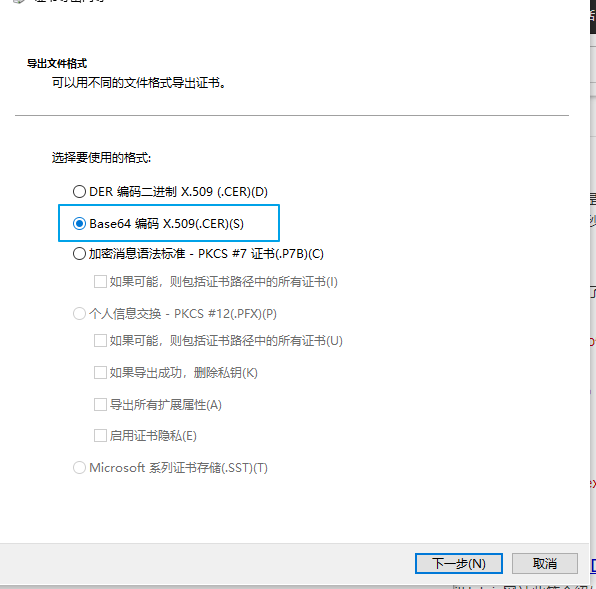 导出文件格式
可以用不同的文件格式导出证书。
选择要使用的格式:
DER 编码二进制 X.509 (.CER)(D)
Base64 编码 X.509(.CER)(S)
加密消息语法标准 - PKCS #7 证书(.P7B)(C)
如果可能，则包括证书路径中的所有证书(I)
个人信息交换 - PKCS #12(.PFX)(P)
如果可能，则包括证书路径中的所有证书(U)
如果导出成功，删除私钥(K)
导出所有扩展属性(A)
启用证书隐私(E)
Microsoft 系列证书存储(.SST)(T)
下一步(N)
取消